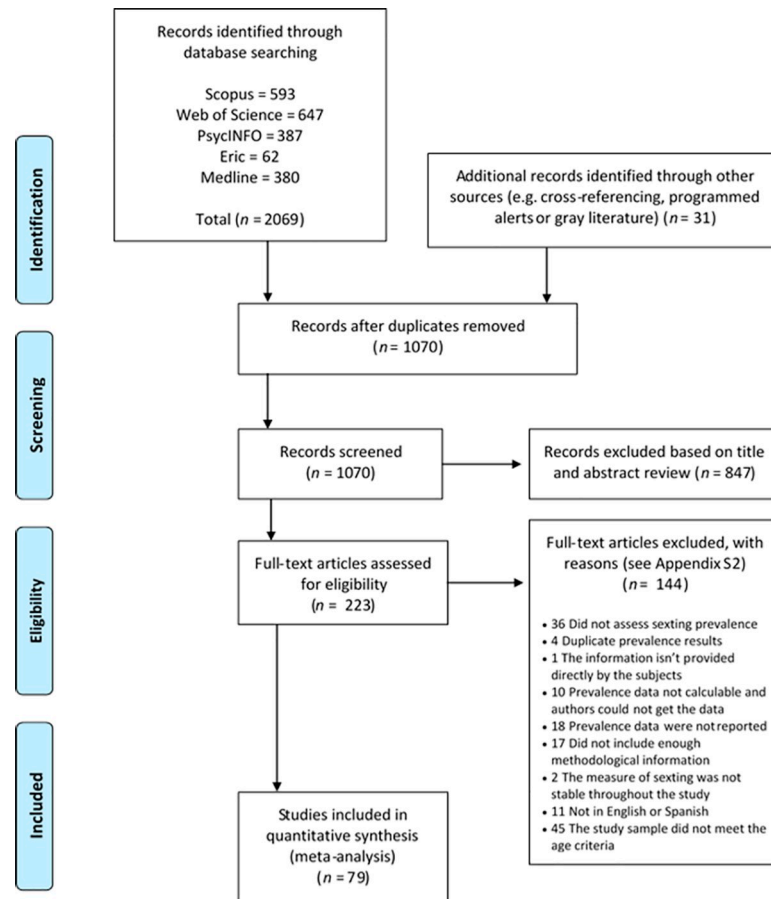 Records identified through
database searching
Scopus = 593
Web of Science = 647
PsycINFO = 387
Eric = 62
Medline = 380
Total (n = 2069)
Additional records identified through other
sources (e.g. cross-referencing, programmed
alerts or gray literature) (n = 31)
Identification
Records after duplicates removed
(n = 1070)
Screening
Records screened
(n = 1070)
Records excluded based on title
and abstract review (n = 847)
Eligibility
Full-text articles assessed
for eligibility
(n = 223)
Full-text articles excluded, with
reasons (see Appendix S2)
(n = 144)
• 36 Did not assess sexting prevalence
• 4 Duplicate prevalence results
• 1 The information isn't provided
directly by the subjects
• 10 Prevalence data not calculable and
authors could not get the data
• 18 Prevalence data were not reported
• 17 Did not include enough
methodological information
• 2 The measure of sexting was not
stable throughout the study
• 11 Not in English or Spanish
• 45 The study sample did not meet the
age criteria
Included
Studies included in
quantitative synthesis
(meta-analysis)
(n = 79)